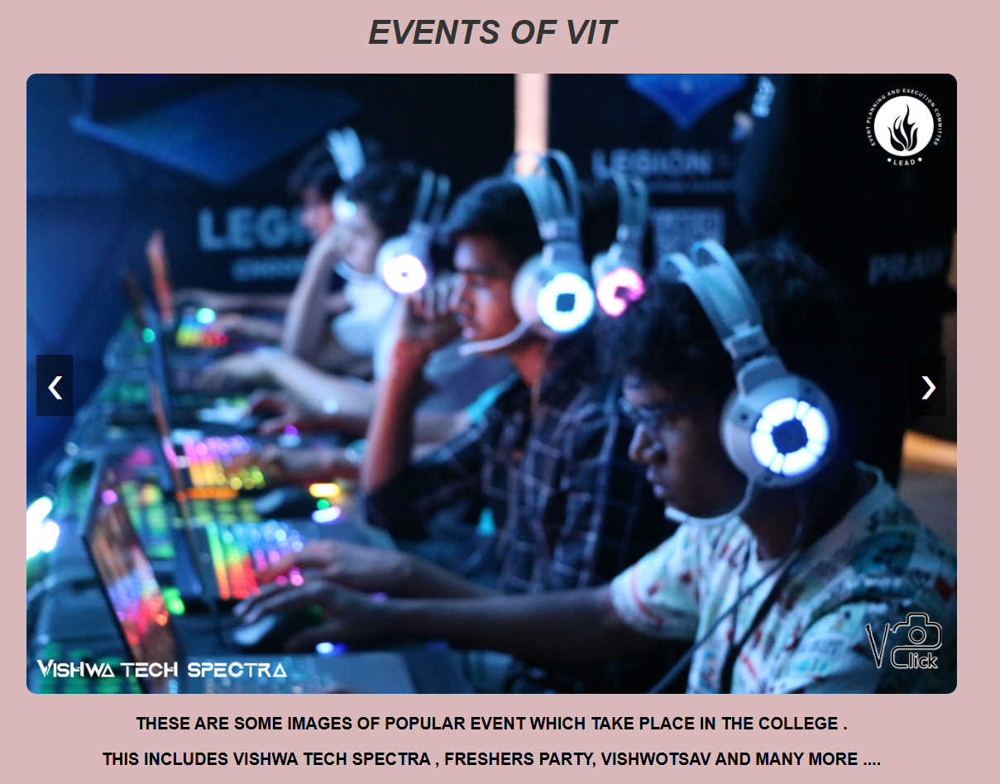 EVENTS OF VIT
EVENT PLANNING AND EXECUTION COMMITTEE
• LEAD •
LEGION
LEGI
❮
❯
VISHWA TECH SPECTRA
V Click
THESE ARE SOME IMAGES OF POPULAR EVENT WHICH TAKE PLACE IN THE COLLEGE .
THIS INCLUDES VISHWA TECH SPECTRA , FRESHERS PARTY, VISHWOTSAV AND MANY MORE ....